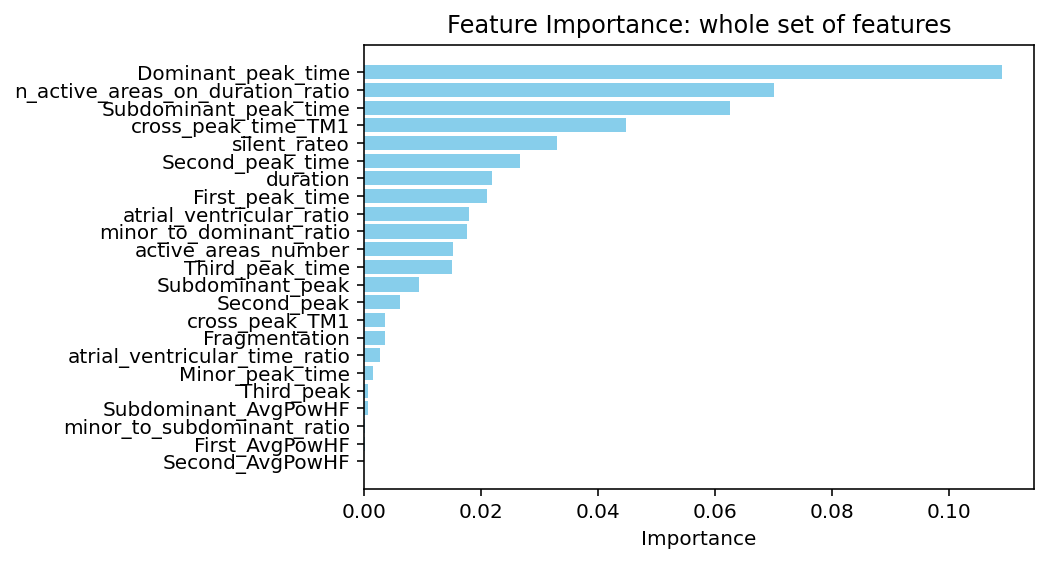 Feature Importance: whole set of features
Dominant_peak_time
n_active_areas_on_duration_ratio
Subdominant_peak_time
cross_peak_time_TM1
silent_rateo
Second_peak_time
duration
First_peak_time
atrial_ventricular_ratio
minor_to_dominant_ratio
active_areas_number
Third_peak_time
Subdominant_peak
Second_peak
cross_peak_TM1
Fragmentation
atrial_ventricular_time_ratio
Minor_peak_time
Third_peak
Subdominant_AvgPowHF
minor_to_subdominant_ratio
First_AvgPowHF
Second_AvgPowHF
0.00 0.02 0.04 0.06 0.08 0.10
Importance